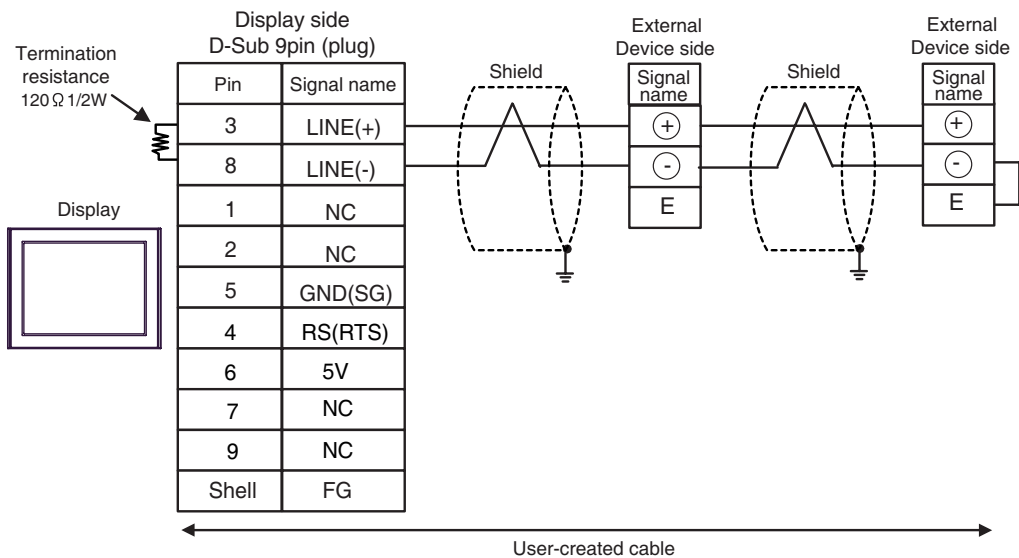 Display side
D-Sub 9pin (plug)
Termination
resistance
120Ω 1/2W
Display
Pin Signal name
3 LINE(+)
8 LINE(-)
1 NC
2 NC
5 GND(SG)
4 RS(RTS)
6 5V
7 NC
9 NC
Shell FG
Shield
External
Device side
Signal
name
+
-
E
Shield
External
Device side
Signal
name
+
-
E
User-created cable